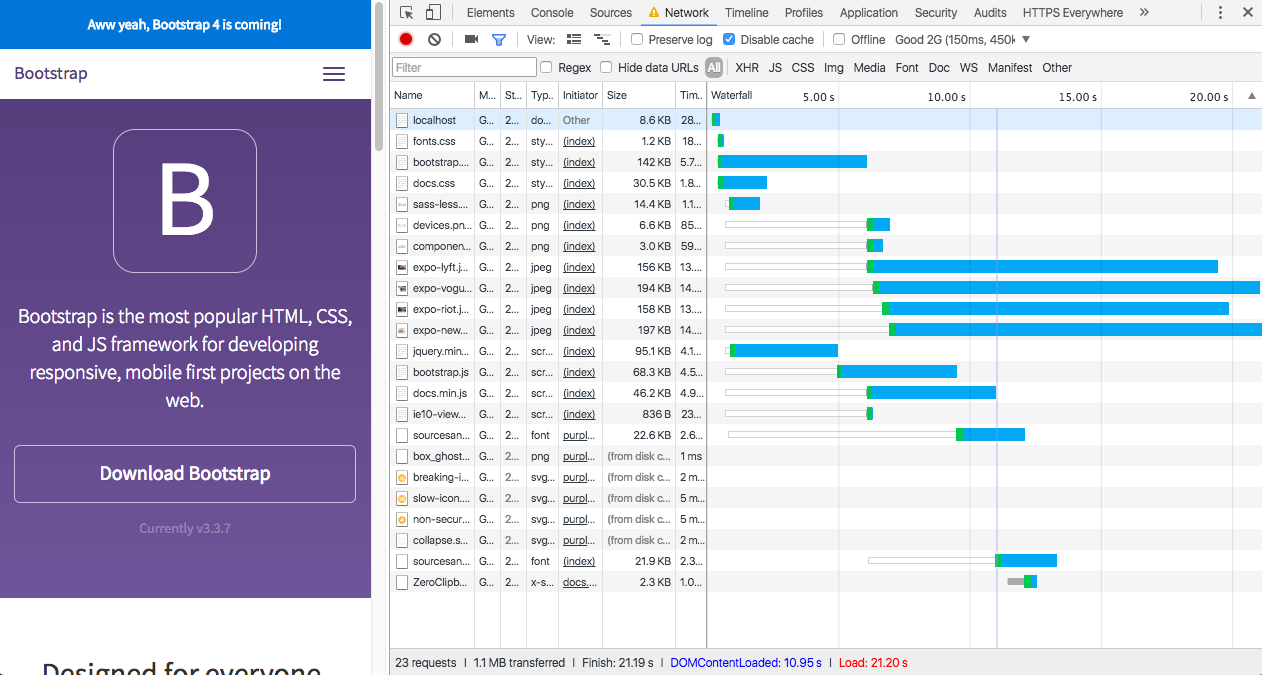 Aww yeah, Bootstrap 4 is coming!
Bootstrap
B
Bootstrap is the most popular HTML, CSS,
and JS framework for developing
responsive, mobile first projects on the
web.
Download Bootstrap
Currently v3.3.7
Designed for everyone
Elements Console Sources Network Timeline Profiles Application Security Audits HTTPS Everywhere »
View: Preserve log Disable cache Offline Good 2G (150ms, 450k
Filter Regex Hide data URLs All XHR JS CSS Img Media Font Doc WS Manifest Other
Name M... St... Typ... Initiator Size Tim... Waterfall 5.00 s 10.00 s 15.00 s 20.00 s
localhost G... 2... do... Other 8.6 KB 28...
fonts.css G... 2... sty... (index) 1.2 KB 18...
bootstrap.... G... 2... sty... (index) 142 KB 5.7...
docs.css G... 2... sty... (index) 30.5 KB 1.8...
sass-less.... G... 2... png (index) 14.4 KB 1.1...
devices.pn... G... 2... png (index) 6.6 KB 85...
componen... G... 2... png (index) 3.0 KB 59...
expo-lyft.j... G... 2... jpeg (index) 156 KB 13....
expo-vogu... G... 2... jpeg (index) 194 KB 14....
expo-riot.j... G... 2... jpeg (index) 158 KB 13....
expo-new... G... 2... jpeg (index) 197 KB 14....
jquery.min... G... 2... scr... (index) 95.1 KB 4.1...
bootstrap.js G... 2... scr... (index) 68.3 KB 4.5...
docs.min.js G... 2... scr... (index) 46.2 KB 4.9...
ie10-view... G... 2... scr... (index) 836 B 23...
sourcesan... G... 2... font purpl... 22.6 KB 2.6...
box_ghost... G... 2... png purpl... (from disk c... 1 ms
breaking-i... G... 2... svg... purpl... (from disk c... 2 m...
slow-icon.... G... 2... svg... purpl... (from disk c... 5 m...
non-secur... G... 2... svg... purpl... (from disk c... 5 m...
collapse.s... G... 2... svg... purpl... (from disk c... 2 m...
sourcesan... G... 2... font (index) 21.9 KB 2.3...
ZeroClipb... G... 2... x-s... docs.... 2.3 KB 1.0...
23 requests | 1.1 MB transferred | Finish: 21.19 s | DOMContentLoaded: 10.95 s | Load: 21.20 s